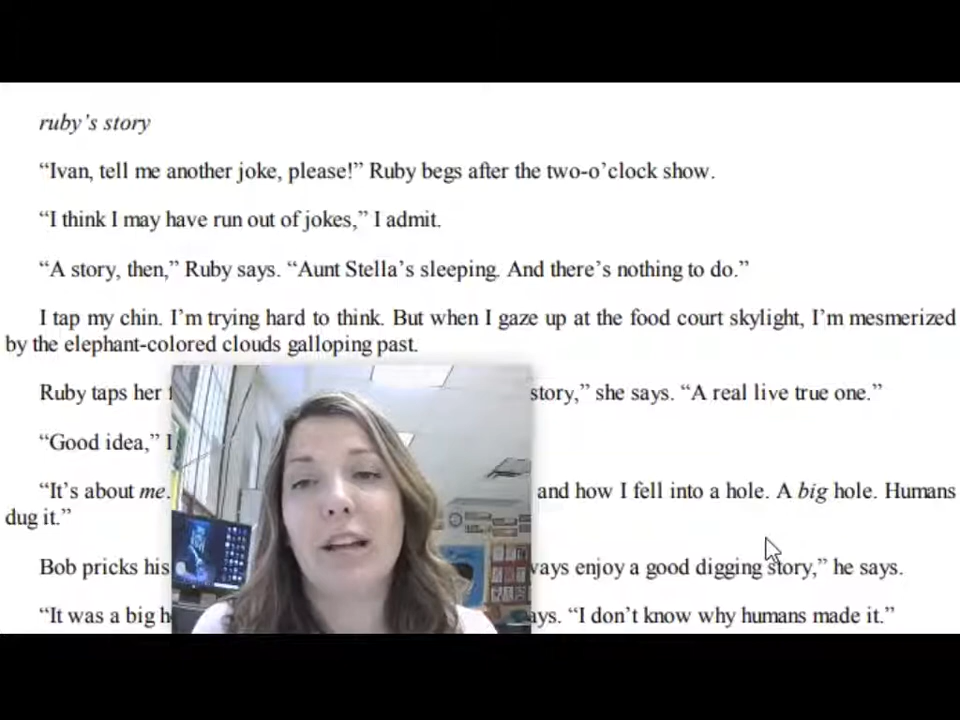 ruby’s story
“Ivan, tell me another joke, please!” Ruby begs after the two-o’clock show.
“I think I may have run out of jokes,” I admit.
“A story, then,” Ruby says. “Aunt Stella’s sleeping. And there’s nothing to do.”
I tap my chin. I’m trying hard to think. But when I gaze up at the food court skylight, I’m mesmerized
by the elephant-colored clouds galloping past.
Ruby taps her story,” she says. “A real live true one.”
“Good idea,” I
“It’s about me. and how I fell into a hole. A big hole. Humans
dug it.”
Bob pricks his enjoy a good digging story,” he says.
“It was a big “I don’t know why humans made it.”